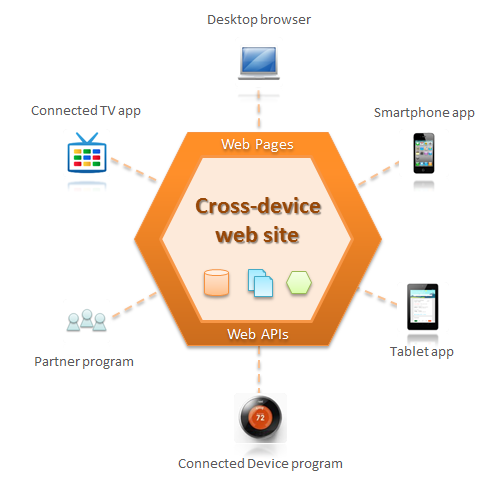 Desktop browser
Connected TV app
Smartphone app
Web Pages
Cross-device
web site
72
Web APIs
Tablet app
Partner program
Connected Device program